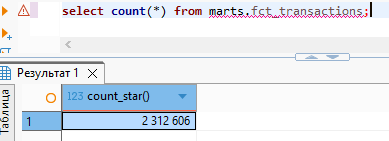 select count(*) from marts.fct_transactions;
Результат 1
Таблица
123 count_star()
1
2 312 606